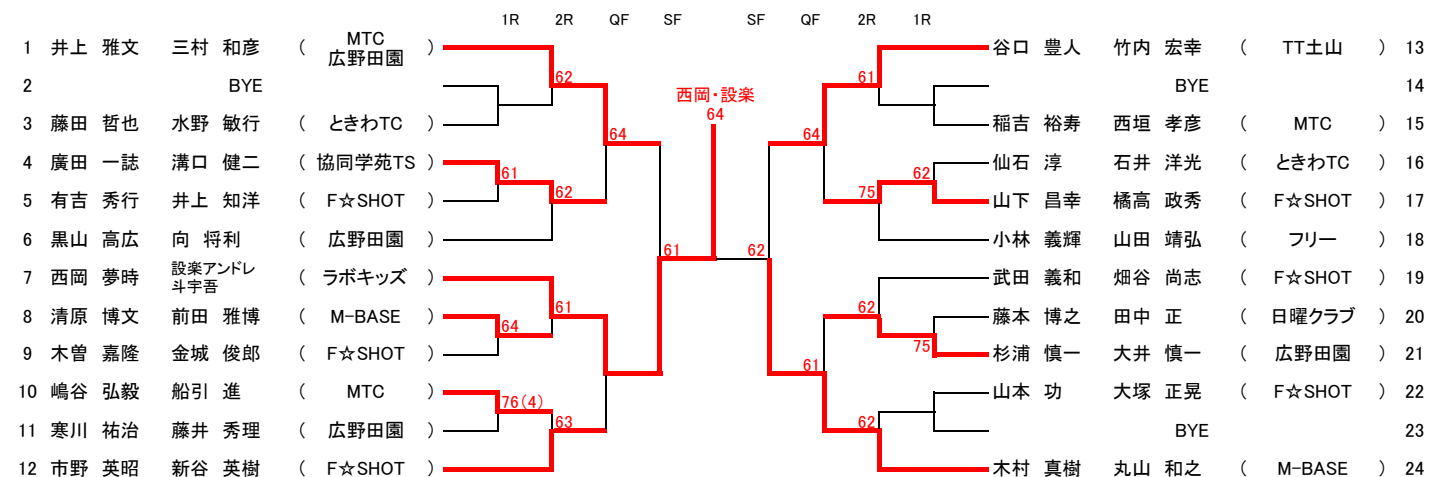 1R 2R QF SF SF QF 2R 1R
1 井上 雅文 三村 和彦 ( MTC 広野田園 ) 谷口 豊人 竹内 宏幸 ( TT土山 ) 13
62 61
2 BYE BYE 14
西岡・設楽
64
3 藤田 哲也 水野 敏行 ( ときわTC ) 稲吉 裕寿 西垣 孝彦 ( MTC ) 15
64 64
4 廣田 一誌 溝口 健二 ( 協同学苑TS ) 仙石 淳 石井 洋光 ( ときわTC ) 16
61 62
62 75
5 有吉 秀行 井上 知洋 ( F☆SHOT ) 山下 昌幸 橘高 政秀 ( F☆SHOT ) 17
6 黒山 高広 向 将利 ( 広野田園 ) 小林 義輝 山田 靖弘 ( フリー ) 18
61 62
7 西岡 夢時 設楽アンドレ斗宇吾 ( ラボキッズ ) 武田 義和 畑谷 尚志 ( F☆SHOT ) 19
61 62
8 清原 博文 前田 雅博 ( M-BASE ) 藤本 博之 田中 正 ( 日曜クラブ ) 20
64 75
9 木曽 嘉隆 金城 俊郎 ( F☆SHOT ) 杉浦 慎一 大井 慎一 ( 広野田園 ) 21
61
10 嶋谷 弘毅 船引 進 ( MTC ) 山本 功 大塚 正晃 ( F☆SHOT ) 22
76(4)
63 62
11 寒川 祐治 藤井 秀理 ( 広野田園 ) BYE 23
12 市野 英昭 新谷 英樹 ( F☆SHOT ) 木村 真樹 丸山 和之 ( M-BASE ) 24